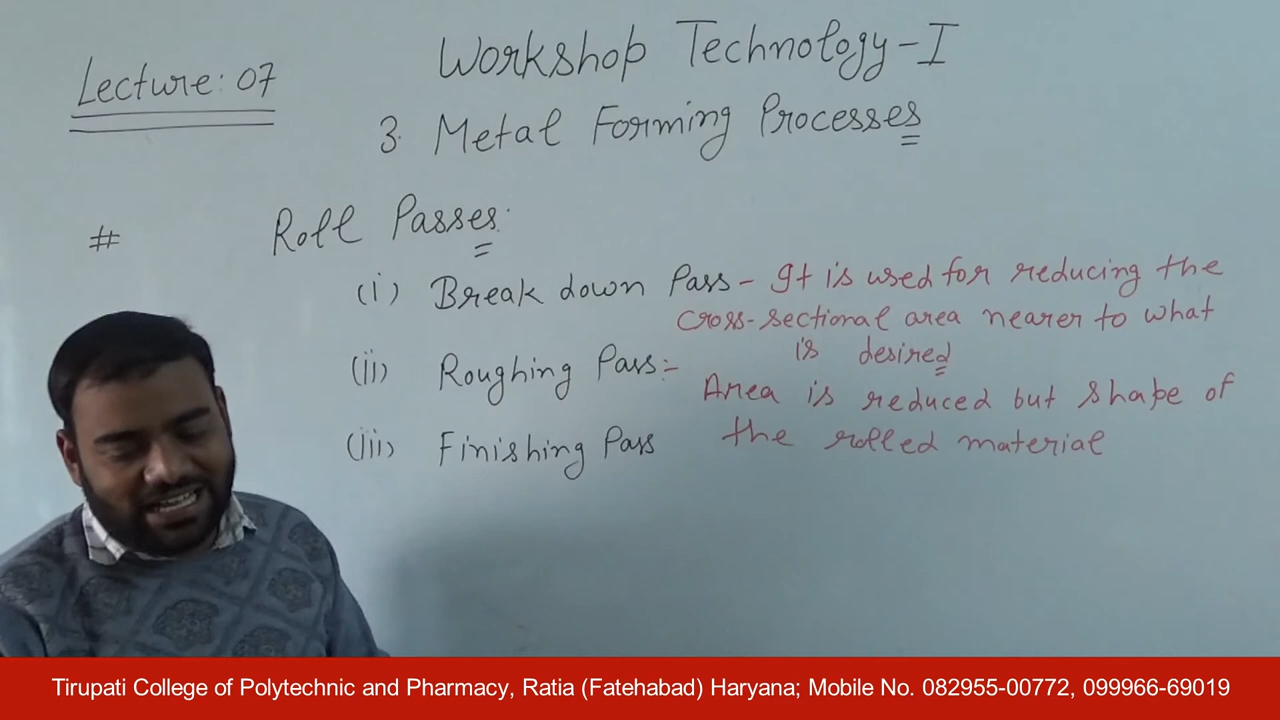 Lecture: 07
Workshop Technology-I
3. Metal Forming Processes
# Roll Passes:
(i) Break down Pass - It is used for reducing the
cross-sectional area nearer to what
is desired
(ii) Roughing Pass:-
Area is reduced but shape of
the rolled material
(iii) Finishing Pass
Tirupati College of Polytechnic and Pharmacy, Ratia (Fatehabad) Haryana; Mobile No. 082955-00772, 099966-69019